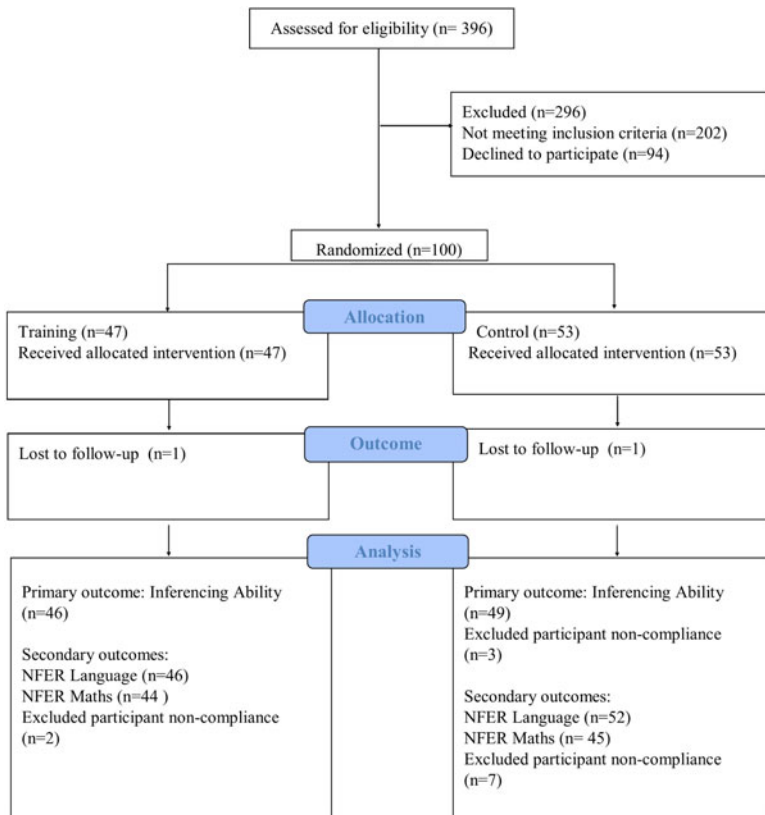 Assessed for eligibility (n= 396)
Excluded (n=296)
Not meeting inclusion criteria (n=202)
Declined to participate (n=94)
Randomized (n=100)
Allocation
Training (n=47)
Received allocated intervention (n=47)
Control (n=53)
Received allocated intervention (n=53)
Outcome
Lost to follow-up (n=1)
Lost to follow-up (n=1)
Analysis
Primary outcome: Inferencing Ability
(n=46)
Secondary outcomes:
NFER Language (n=46)
NFER Maths (n=44 )
Excluded participant non-compliance
(n=2)
Primary outcome: Inferencing Ability
(n=49)
Excluded participant non-compliance
(n=3)
Secondary outcomes:
NFER Language (n=52)
NFER Maths (n= 45)
Excluded participant non-compliance
(n=7)